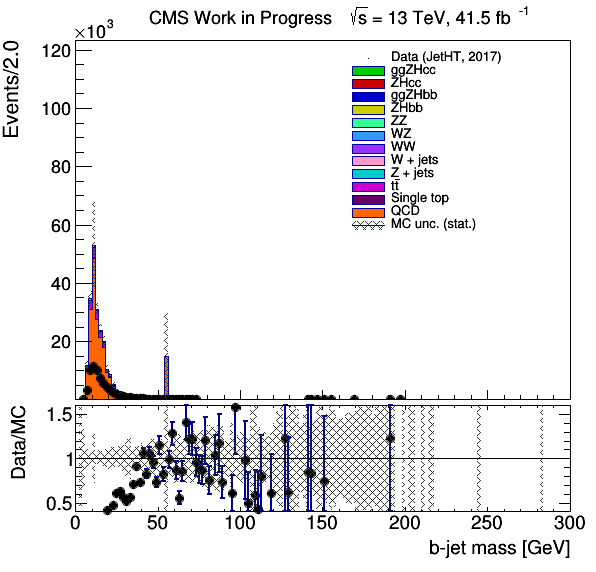 CMS Work in Progress √s = 13 TeV, 41.5 fb⁻¹
×10³
Events/2.0
120
100
80
60
40
20
Data (JetHT, 2017)
ggZHcc
ZHcc
ggZHbb
ZHbb
ZZ
WZ
WW
W + jets
Z + jets
tt̄
Single top
QCD
MC unc. (stat.)
Data/MC
1.5
1
0.5
0 50 100 150 200 250 300
b-jet mass [GeV]